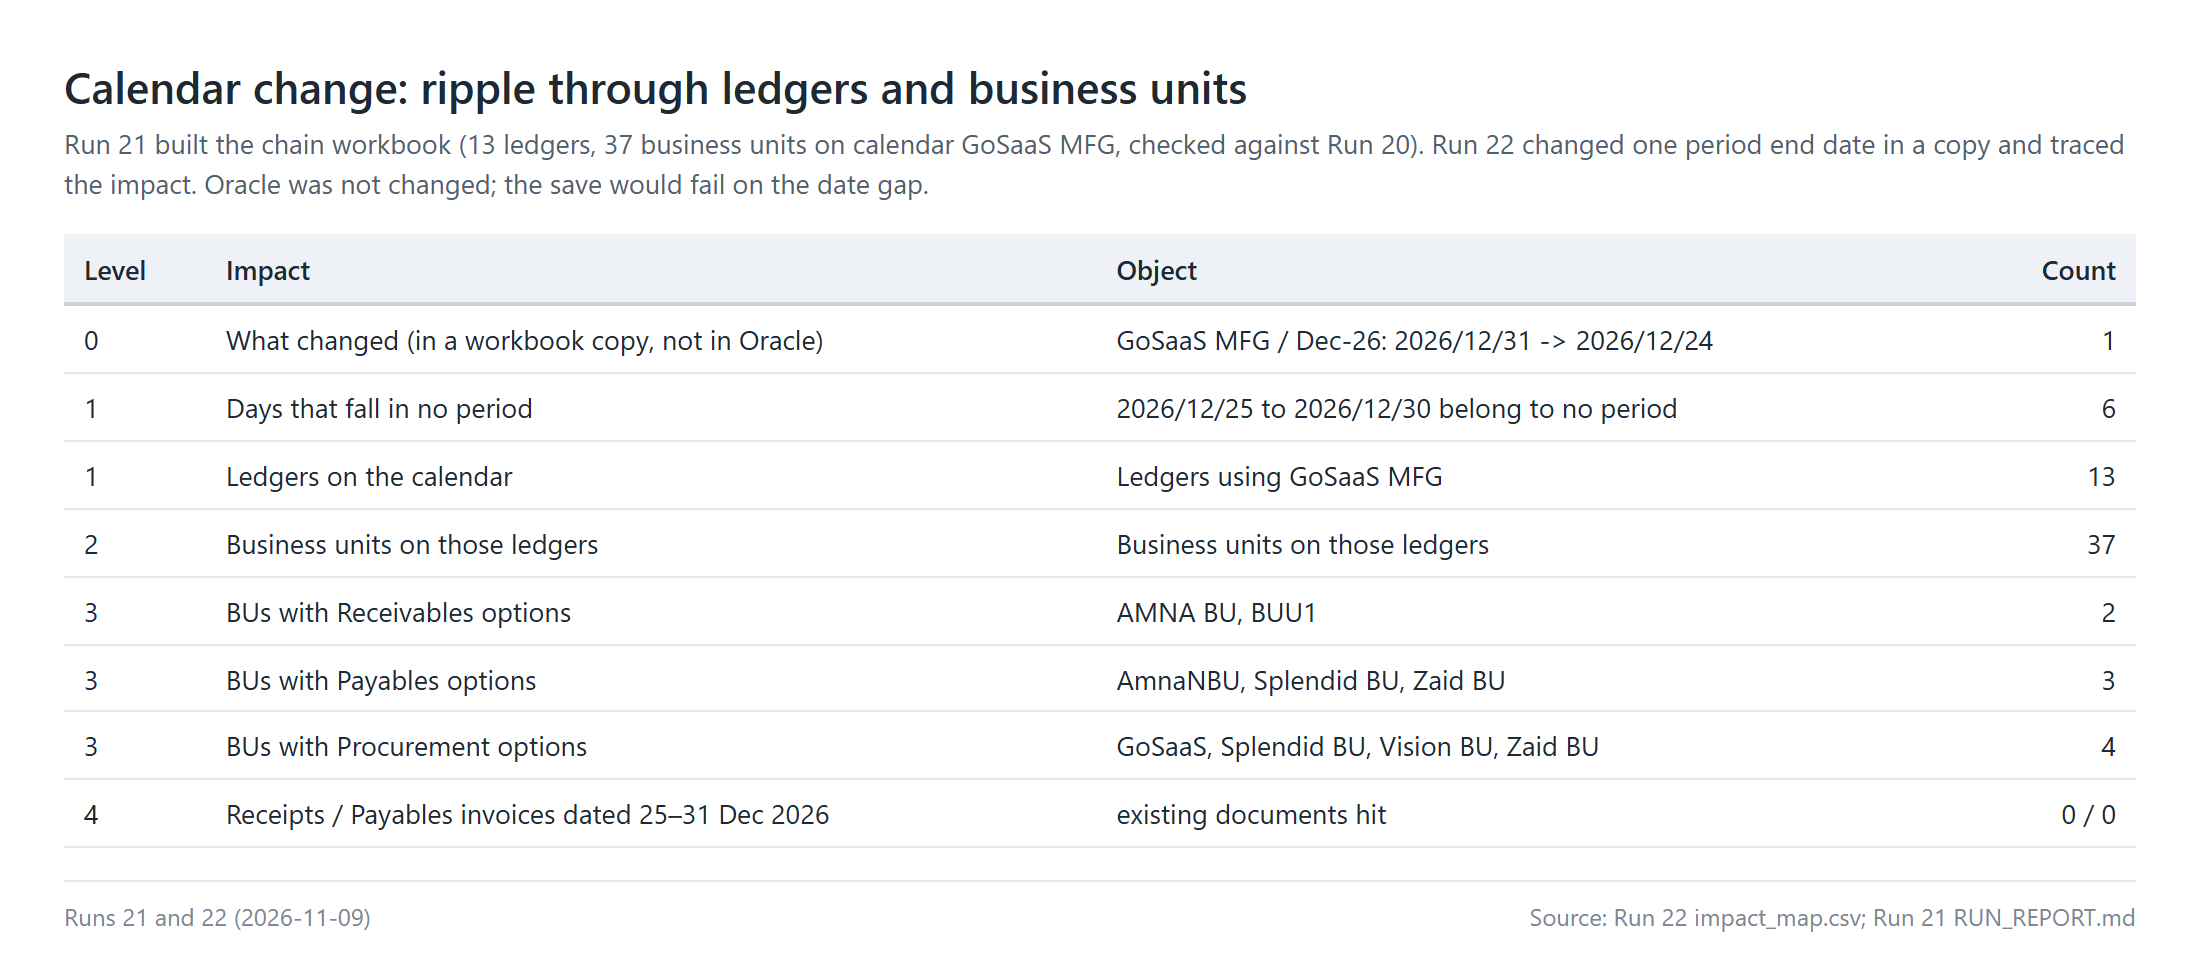 Calendar change: ripple through ledgers and business units
Run 21 built the chain workbook (13 ledgers, 37 business units on calendar GoSaaS MFG, checked against Run 20). Run 22 changed one period end date in a copy and traced
the impact. Oracle was not changed; the save would fail on the date gap.
Level Impact Object Count
0 What changed (in a workbook copy, not in Oracle) GoSaaS MFG / Dec-26: 2026/12/31 -> 2026/12/24 1
1 Days that fall in no period 2026/12/25 to 2026/12/30 belong to no period 6
1 Ledgers on the calendar Ledgers using GoSaaS MFG 13
2 Business units on those ledgers Business units on those ledgers 37
3 BUs with Receivables options AMNA BU, BUU1 2
3 BUs with Payables options AmnaNBU, Splendid BU, Zaid BU 3
3 BUs with Procurement options GoSaaS, Splendid BU, Vision BU, Zaid BU 4
4 Receipts / Payables invoices dated 25–31 Dec 2026 existing documents hit 0 / 0
Runs 21 and 22 (2026-11-09) Source: Run 22 impact_map.csv; Run 21 RUN_REPORT.md